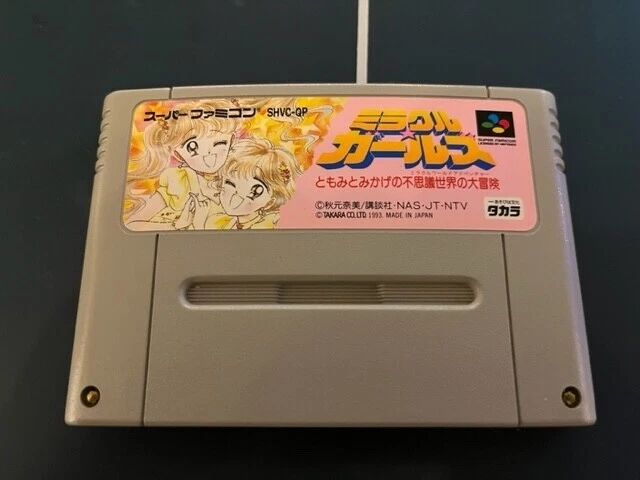 スーパーファミコン SHVC-QP
ミラクル
ガールズ
ミラクルワールドアドベンチャー
ともみとみかげの不思議世界の大冒険
SUPER FAMICOM
LICENSED BY NINTENDO
©秋元奈美/講談社・NAS・JT・NTV
©TAKARA CO.,LTD. 1993 MADE IN JAPAN
タカラ